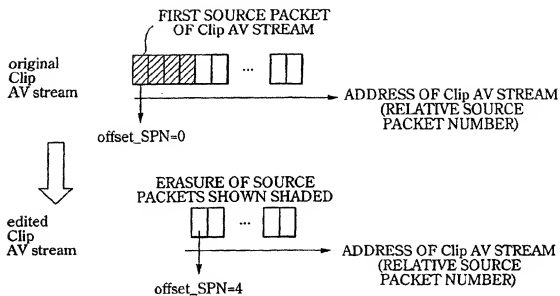 FIRST SOURCE PACKET
OF Clip AV STREAM
original
Clip
AV stream
...
ADDRESS OF Clip AV STREAM
(RELATIVE SOURCE
PACKET NUMBER)
offset_SPN=0
ERASURE OF SOURCE
PACKETS SHOWN SHADED
edited
Clip
AV stream
...
ADDRESS OF Clip AV STREAM
(RELATIVE SOURCE
PACKET NUMBER)
offset_SPN=4